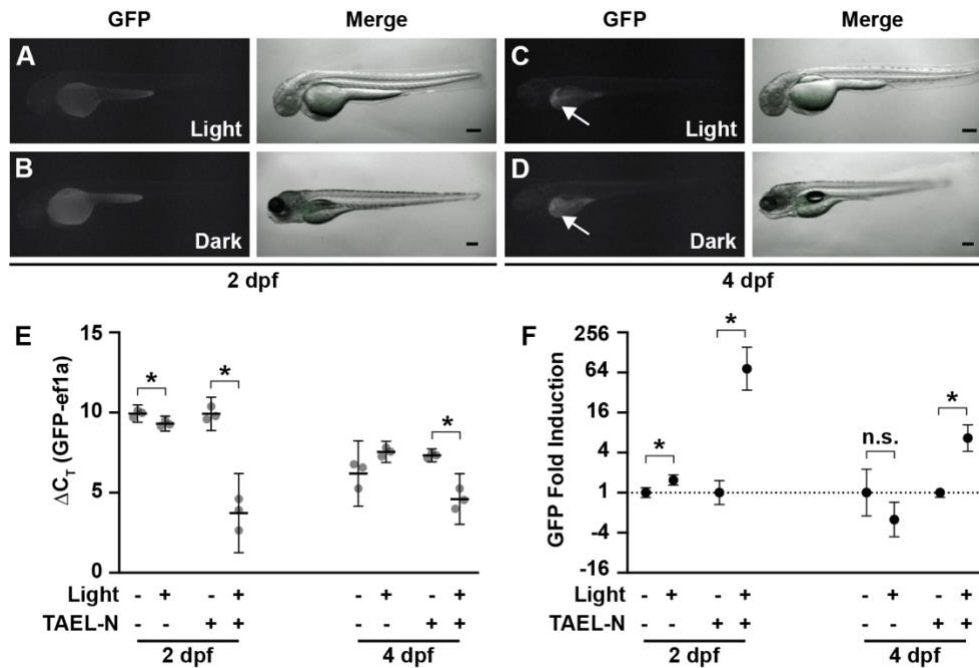 GFP Merge GFP Merge
A C
Light Light
B D
Dark Dark
2 dpf 4 dpf
E
15
10
5
0
ΔCT (GFP-ef1a)
* * *
Light - + - + - + - +
TAEL-N - - + + - - + +
2 dpf 4 dpf
F
256
64
16
4
1
-4
-16
GFP Fold Induction
* * n.s. *
Light - + - + - + - +
TAEL-N - - + + - - + +
2 dpf 4 dpf